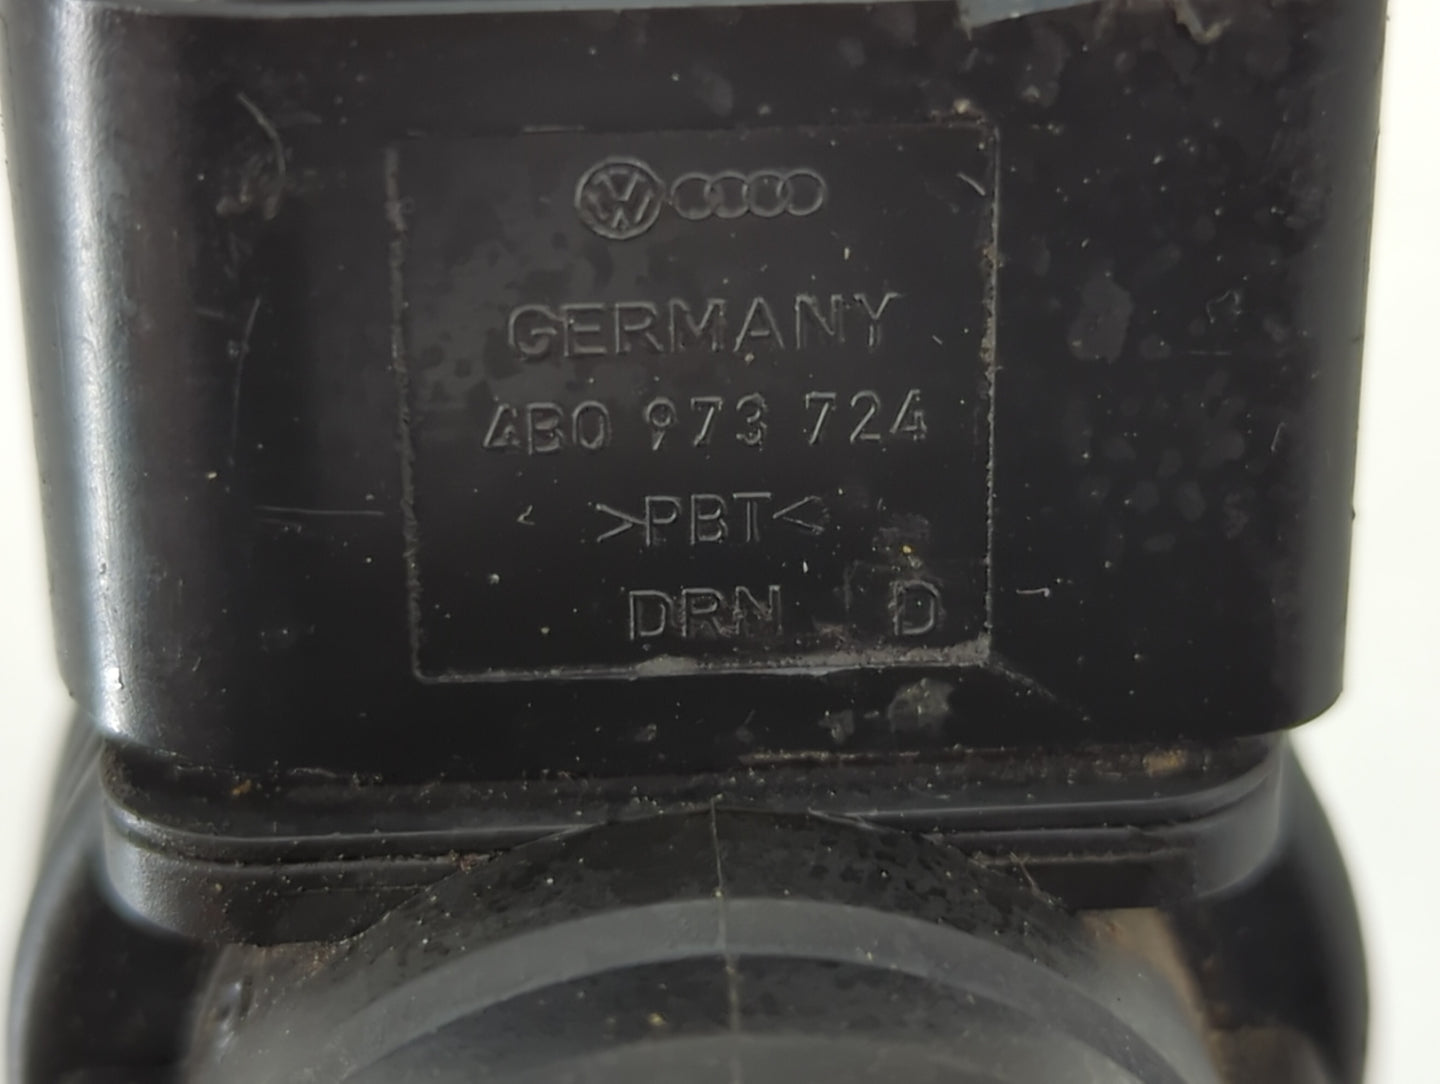 GERMANY
4B0 973 724
>PBT<
DRN D